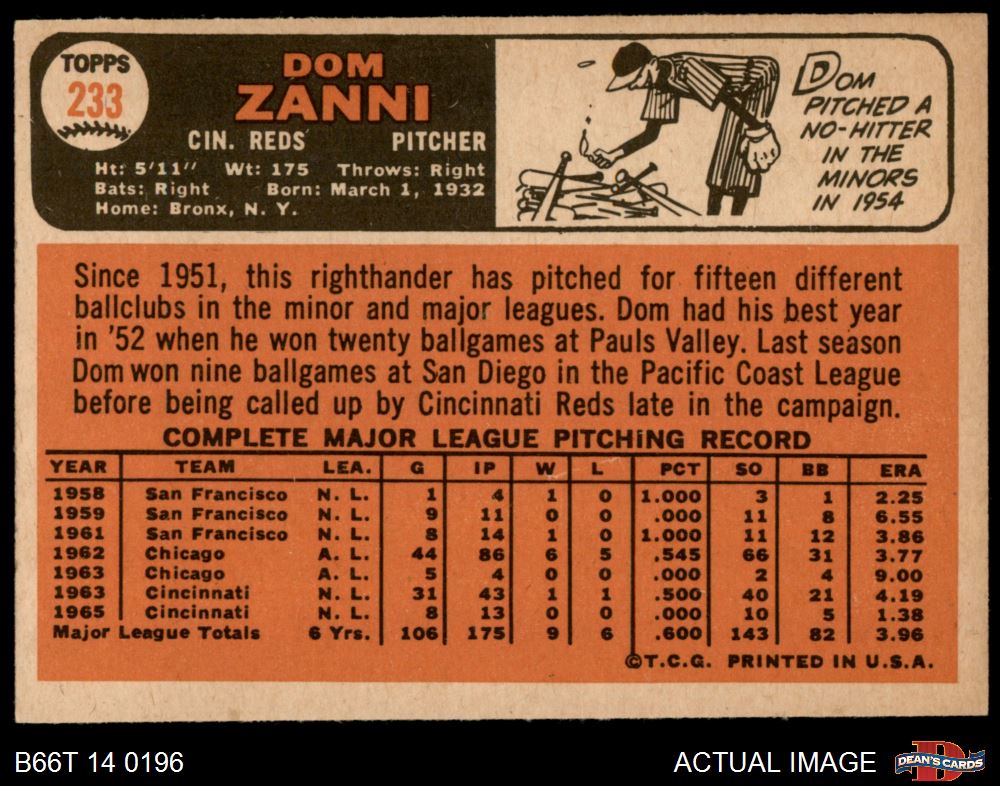 TOPPS
233
DOM
ZANNI
CIN. REDS PITCHER
Ht: 5'11" Wt: 175 Throws: Right
Bats: Right Born: March 1, 1932
Home: Bronx, N. Y.
DOM
PITCHED A
NO-HITTER
IN THE
MINORS
IN 1954
Since 1951, this righthander has pitched for fifteen different
ballclubs in the minor and major leagues. Dom had his best year
in '52 when he won twenty ballgames at Pauls Valley. Last season
Dom won nine ballgames at San Diego in the Pacific Coast League
before being called up by Cincinnati Reds late in the campaign.
COMPLETE MAJOR LEAGUE PITCHING RECORD
YEAR TEAM LEA. G IP W L PCT SO BB ERA
1958 San Francisco N. L. 1 4 1 0 1.000 3 1 2.25
1959 San Francisco N. L. 9 11 0 0 .000 11 8 6.55
1961 San Francisco N. L. 8 14 1 0 1.000 11 12 3.86
1962 Chicago A. L. 44 86 6 5 .545 66 31 3.77
1963 Chicago A. L. 5 4 0 0 .000 2 4 9.00
1963 Cincinnati N. L. 31 43 1 1 .500 40 21 4.19
1965 Cincinnati N. L. 8 13 0 0 .000 10 5 1.38
Major League Totals 6 Yrs. 106 175 9 6 .600 143 82 3.96
©T.C.G. PRINTED IN U.S.A.
B66T 14 0196 ACTUAL IMAGE
D
DEAN'S CARDS